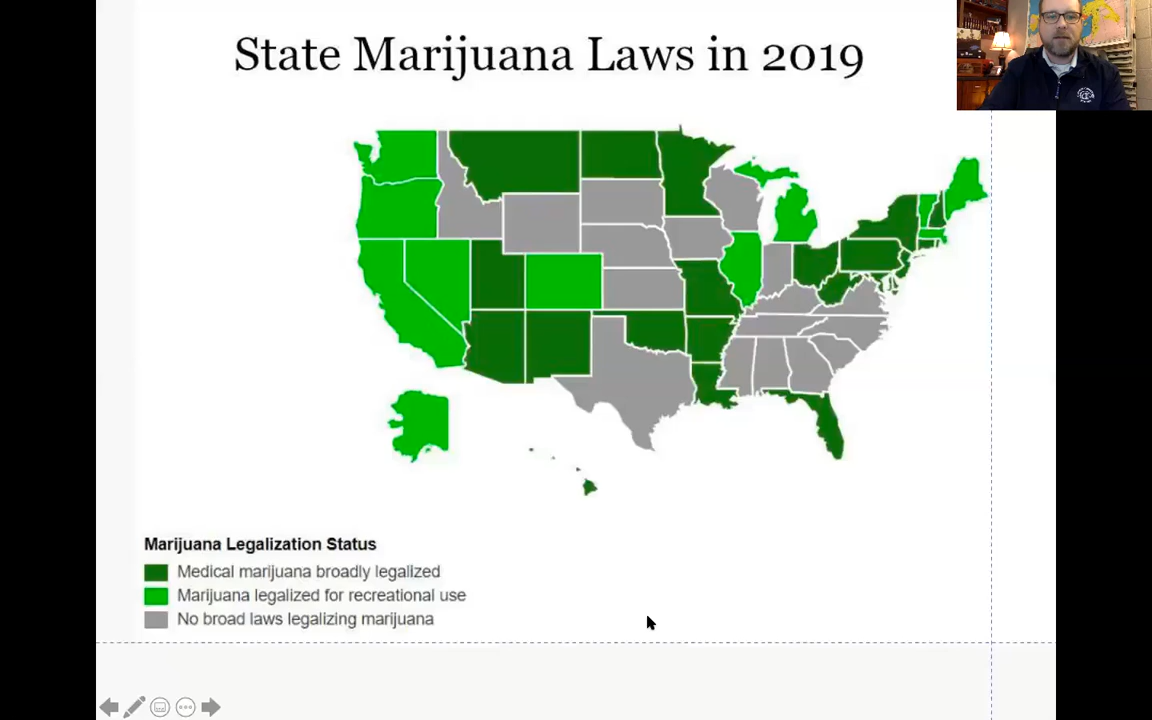 State Marijuana Laws in 2019
Marijuana Legalization Status
Medical marijuana broadly legalized
Marijuana legalized for recreational use
No broad laws legalizing marijuana